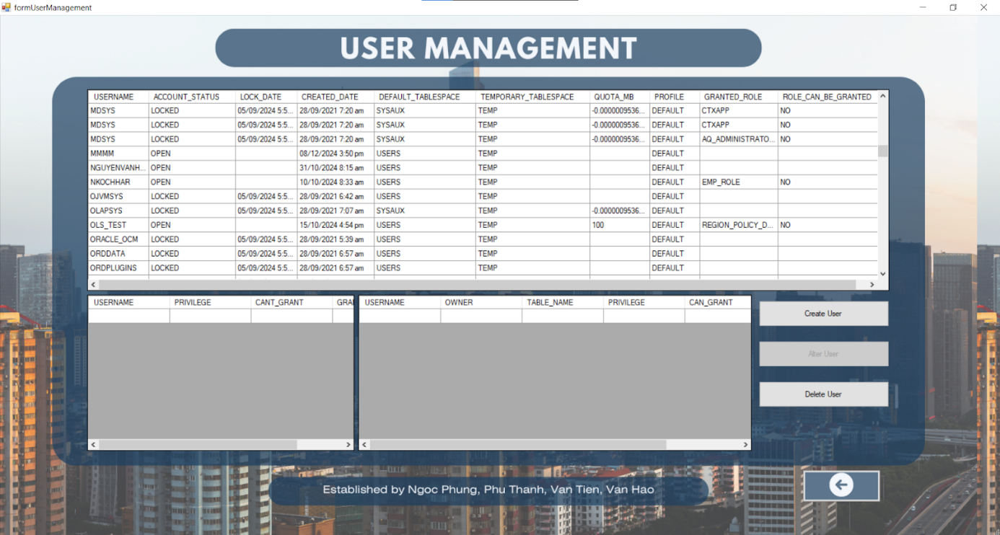 formUserManagement
USER MANAGEMENT
USERNAME ACCOUNT_STATUS LOCK_DATE CREATED_DATE DEFAULT_TABLESPACE TEMPORARY_TABLESPACE QUOTA_MB PROFILE GRANTED_ROLE ROLE_CAN_BE_GRANTED
MDSYS LOCKED 05/09/2024 5:5... 28/09/2021 7:20 am SYSAUX TEMP -0.0000009536... DEFAULT CTXAPP NO
MDSYS LOCKED 05/09/2024 5:5... 28/09/2021 7:20 am SYSAUX TEMP -0.0000009536... DEFAULT CTXAPP NO
MDSYS LOCKED 05/09/2024 5:5... 28/09/2021 7:20 am SYSAUX TEMP -0.0000009536... DEFAULT AQ_ADMINISTRATO... NO
MMMM OPEN 08/12/2024 3:50 pm USERS TEMP DEFAULT
NGUYENVANH... OPEN 31/10/2024 8:15 am USERS TEMP DEFAULT
NKOCHHAR OPEN 10/10/2024 8:33 am USERS TEMP DEFAULT EMP_ROLE NO
OJVMSYS LOCKED 05/09/2024 5:5... 28/09/2021 6:42 am USERS TEMP DEFAULT
OLAPSYS LOCKED 05/09/2024 5:5... 28/09/2021 7:07 am SYSAUX TEMP -0.0000009536... DEFAULT
OLS_TEST OPEN 15/10/2024 4:54 pm USERS TEMP 100 DEFAULT REGION_POLICY_D... NO
ORACLE_OCM LOCKED 05/09/2024 5:5... 28/09/2021 5:39 am USERS TEMP DEFAULT
ORDDATA LOCKED 05/09/2024 5:5... 28/09/2021 6:57 am USERS TEMP DEFAULT
ORDPLUGINS LOCKED 05/09/2024 5:5... 28/09/2021 6:57 am USERS TEMP DEFAULT
USERNAME PRIVILEGE CANT_GRANT GRA
USERNAME OWNER TABLE_NAME PRIVILEGE CAN_GRANT
Create User
Alter User
Delete User
Established by Ngoc Phung, Phu Thanh, Van Tien, Van Hao